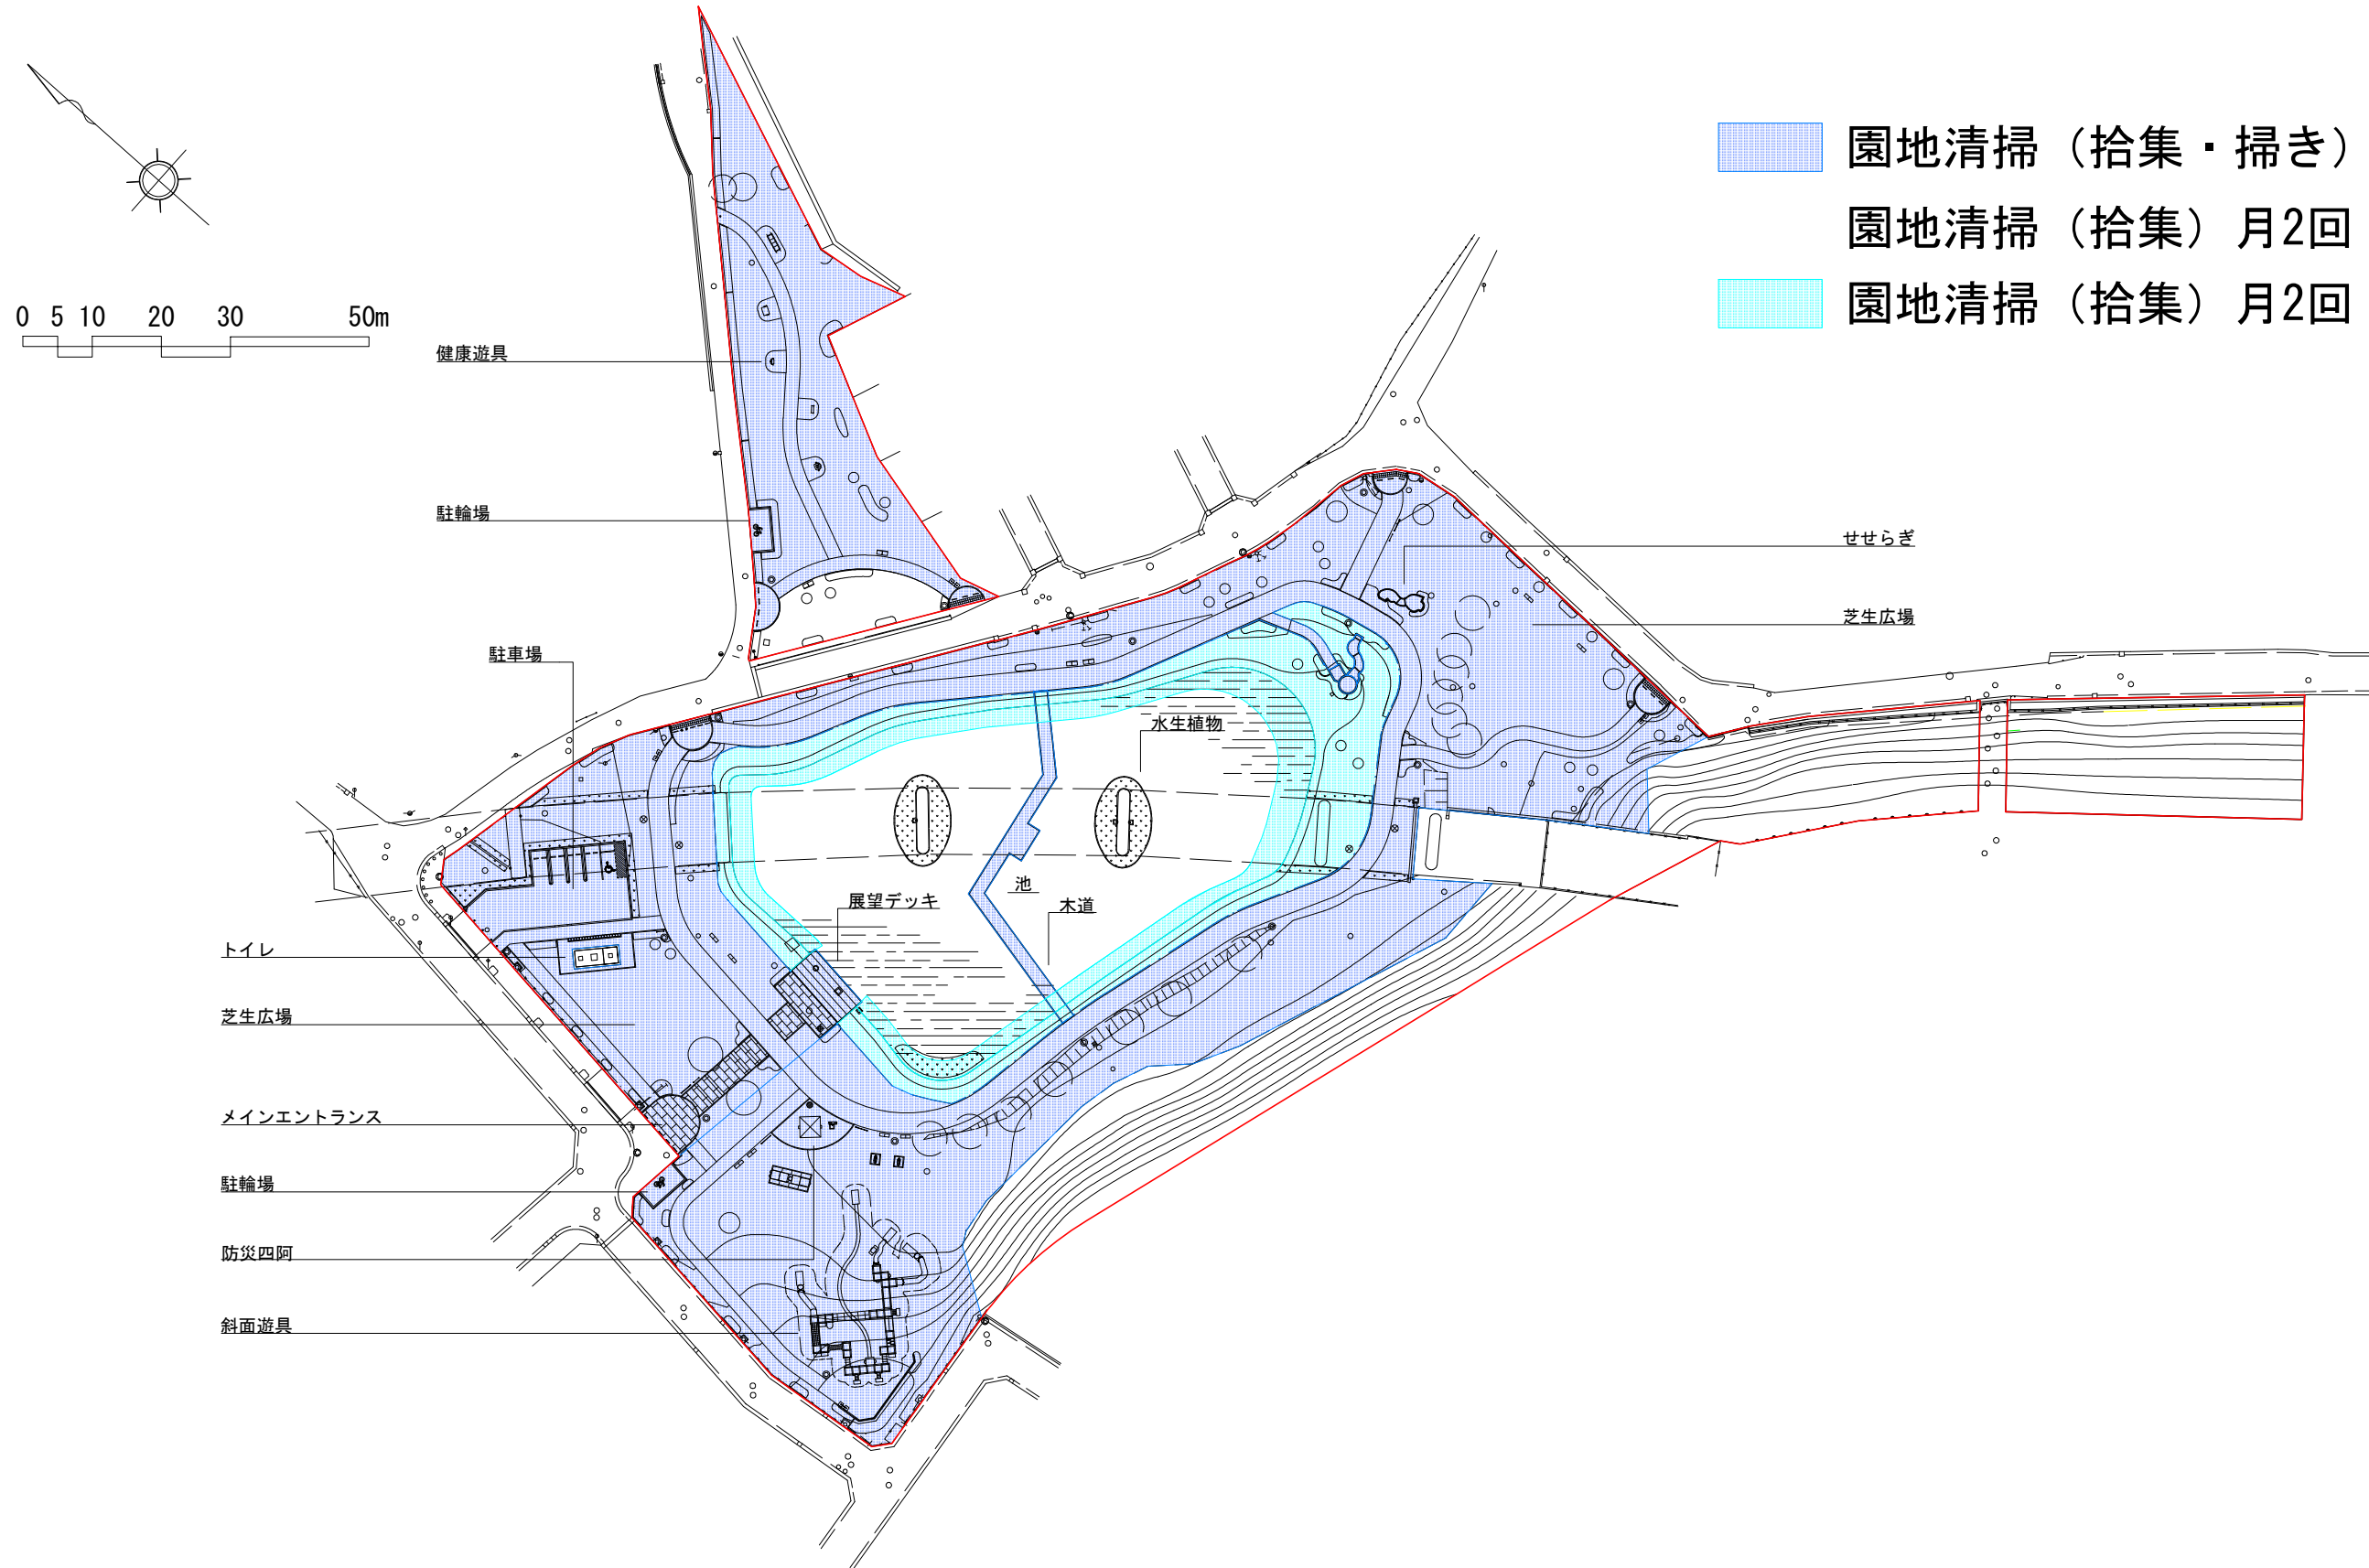 園地清掃（拾集・掃き）
園地清掃（拾集）月2回
園地清掃（拾集）月2回
0 5 10 20 30 50m
健康遊具
駐輪場
せせらぎ
芝生広場
駐車場
水生植物
展望デッキ
池
木道
トイレ
芝生広場
メインエントランス
駐輪場
防災四阿
斜面遊具